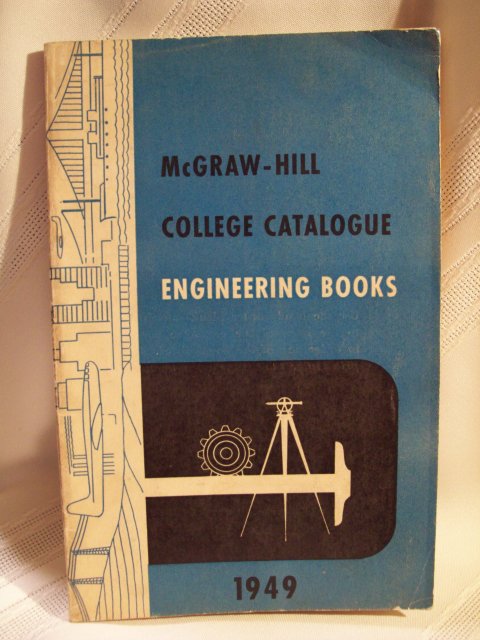 McGRAW-HILL
COLLEGE CATALOGUE
ENGINEERING BOOKS
1949